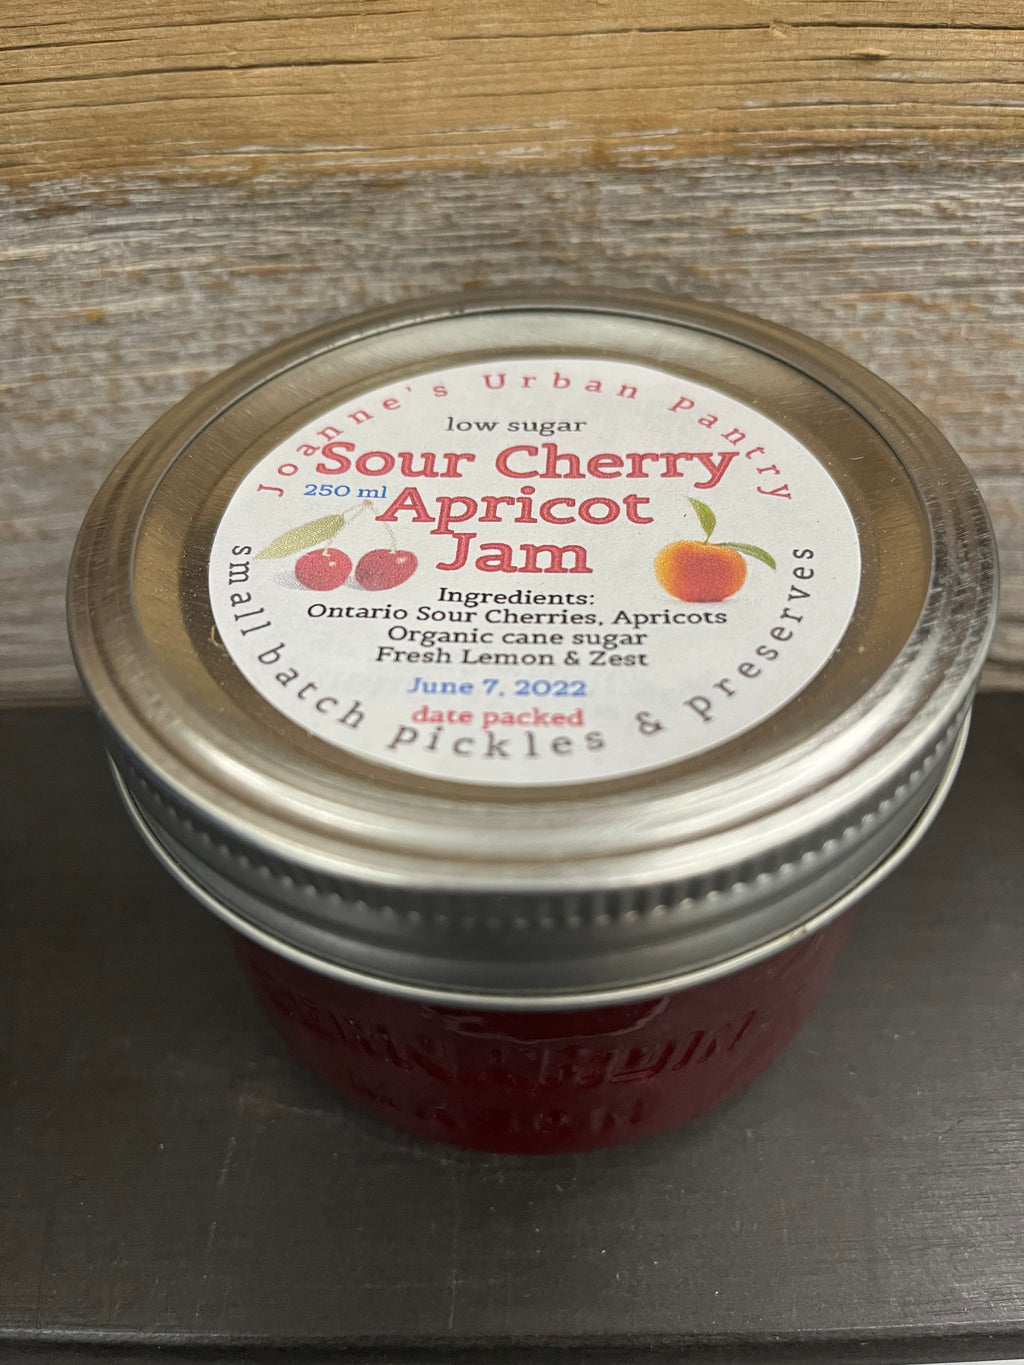 Joanne's Urban Pantry
low sugar
Sour Cherry
250 ml
Apricot
Jam
Ingredients:
Ontario Sour Cherries, Apricots
Organic cane sugar
Fresh Lemon & Zest
June 7, 2022
date packed
small batch pickles & preserves
MASON